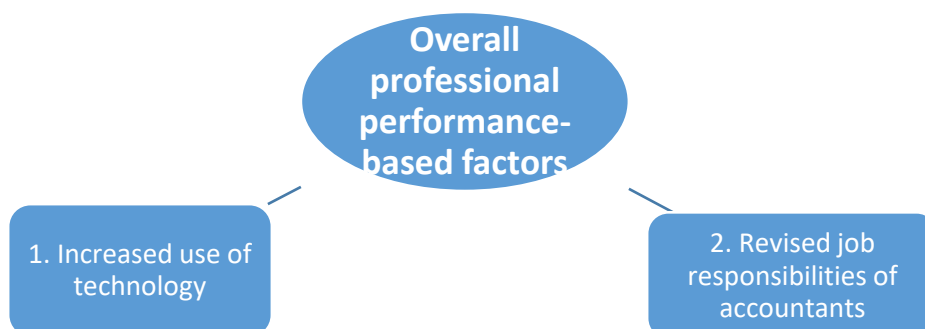 Overall
professional
performance-
based factors
1. Increased use of
technology
2. Revised job
responsibilities of
accountants